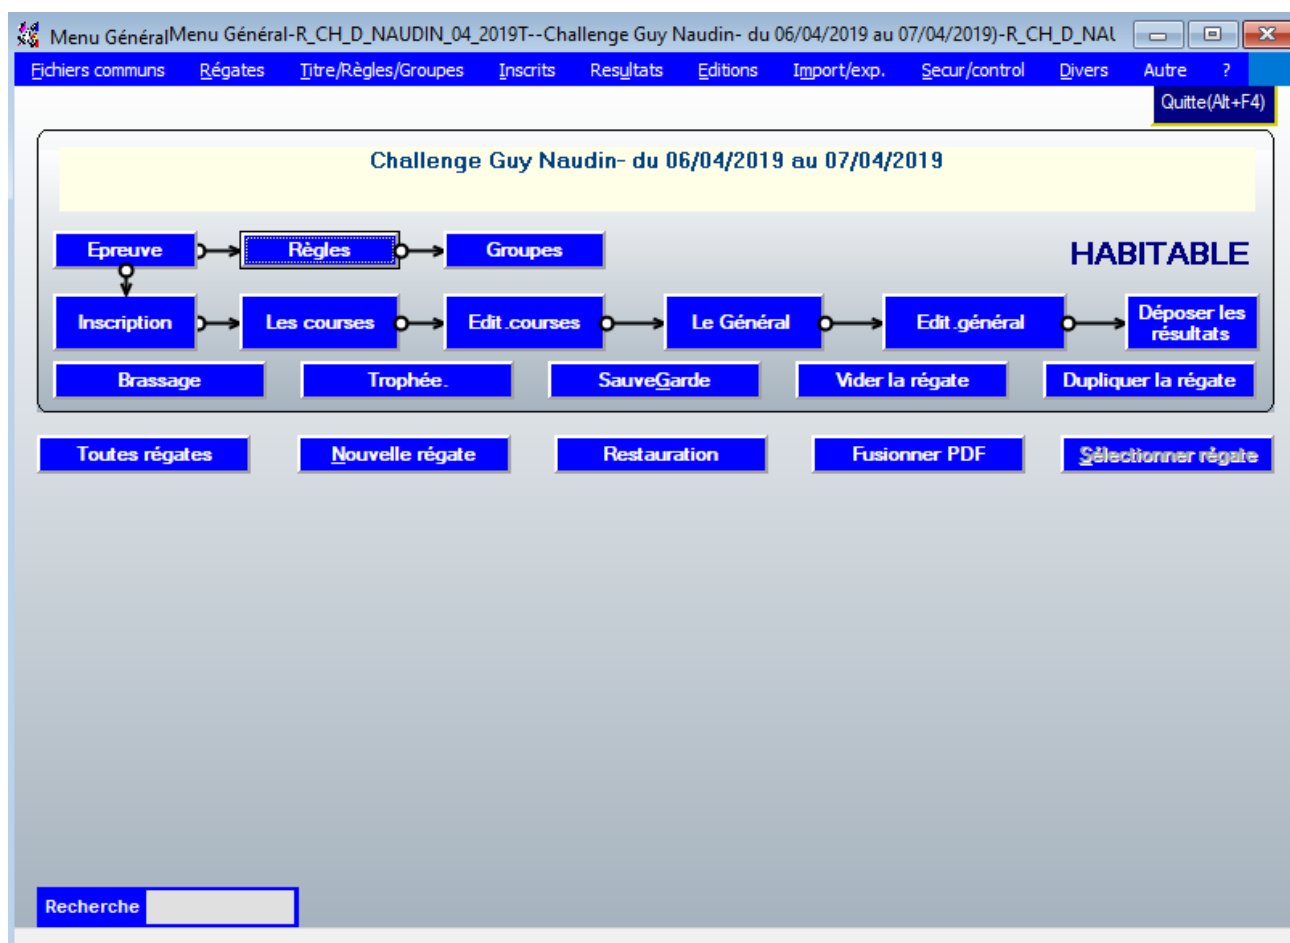 Menu GénéralMenu Général-R_CH_D_NAUDIN_04_2019T--Challenge Guy Naudin- du 06/04/2019 au 07/04/2019)-R_CH_D_NAU
Fichiers communs Régates Titre/Règles/Groupes Inscrits Resultats Editions Import/exp. Secur/control Divers Autre ?
Quitte(Alt+F4)
Challenge Guy Naudin- du 06/04/2019 au 07/04/2019
Epreuve Règles Groupes HABITABLE
Inscription Les courses Edit.courses Le Général Edit.général Déposer les
résultats
Brassage Trophée. SauveGarde Vider la régate Dupliquer la régate
Toutes régates Nouvelle régate Restauration Fusionner PDF Sélectionner régate
Recherche